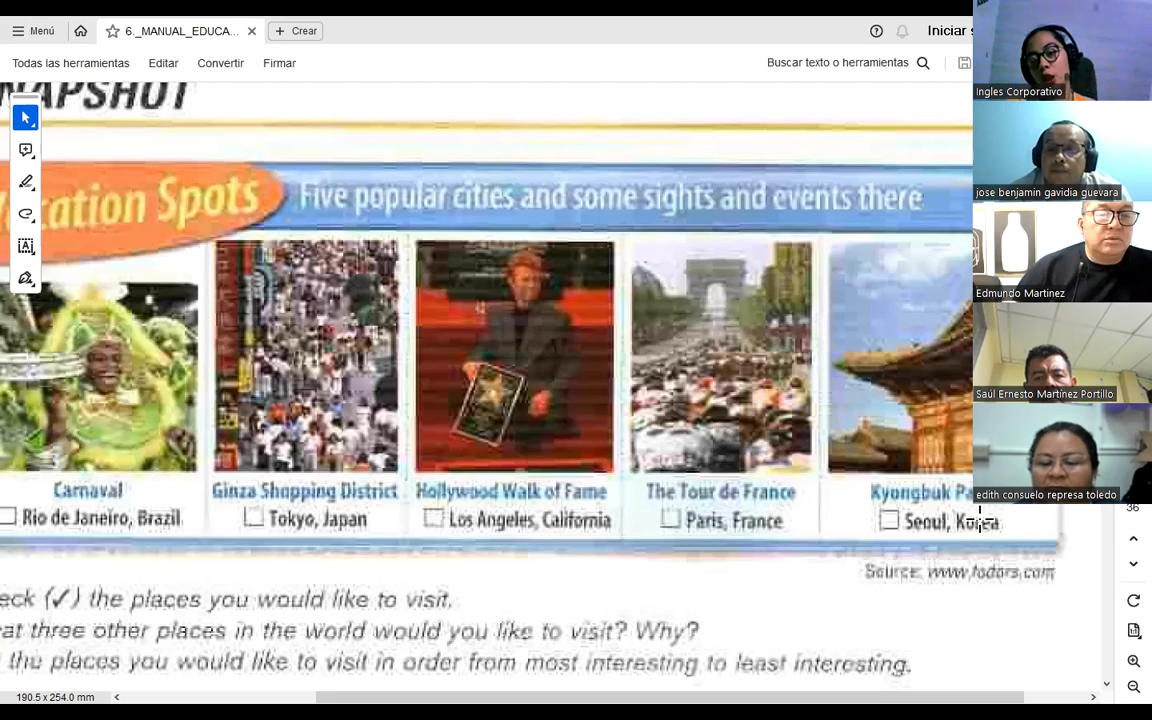 Menú
6._MANUAL_EDUCA...
Crear
Iniciar s
Todas las herramientas
Editar
Convertir
Firmar
Buscar texto o herramientas
NAPSHOT
cation Spots
Five popular cities and some sights and events there
Carnaval
Rio de Janeiro, Brazil
Ginza Shopping District
Tokyo, Japan
Hollywood Walk of Fame
Los Angeles, California
The Tour de France
Paris, France
Kyongbuk Pa
Seoul, Korea
Source: www.fodors.com
eck (✓) the places you would like to visit.
at three other places in the world would you like to visit? Why?
the places you would like to visit in order from most interesting to least interesting.
190.5 x 254.0 mm
36
Ingles Corporativo
jose benjamin gavidia guevara
Edmundo Martinez
Saúl Ernesto Martínez Portillo
edith consuelo represa toledo